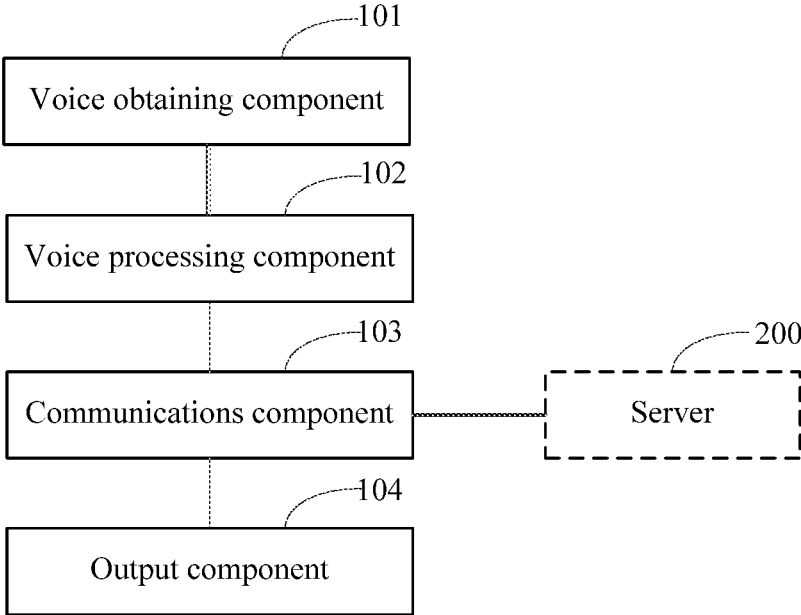 101
Voice obtaining component
102
Voice processing component
103
200
Communications component
Server
104
Output component